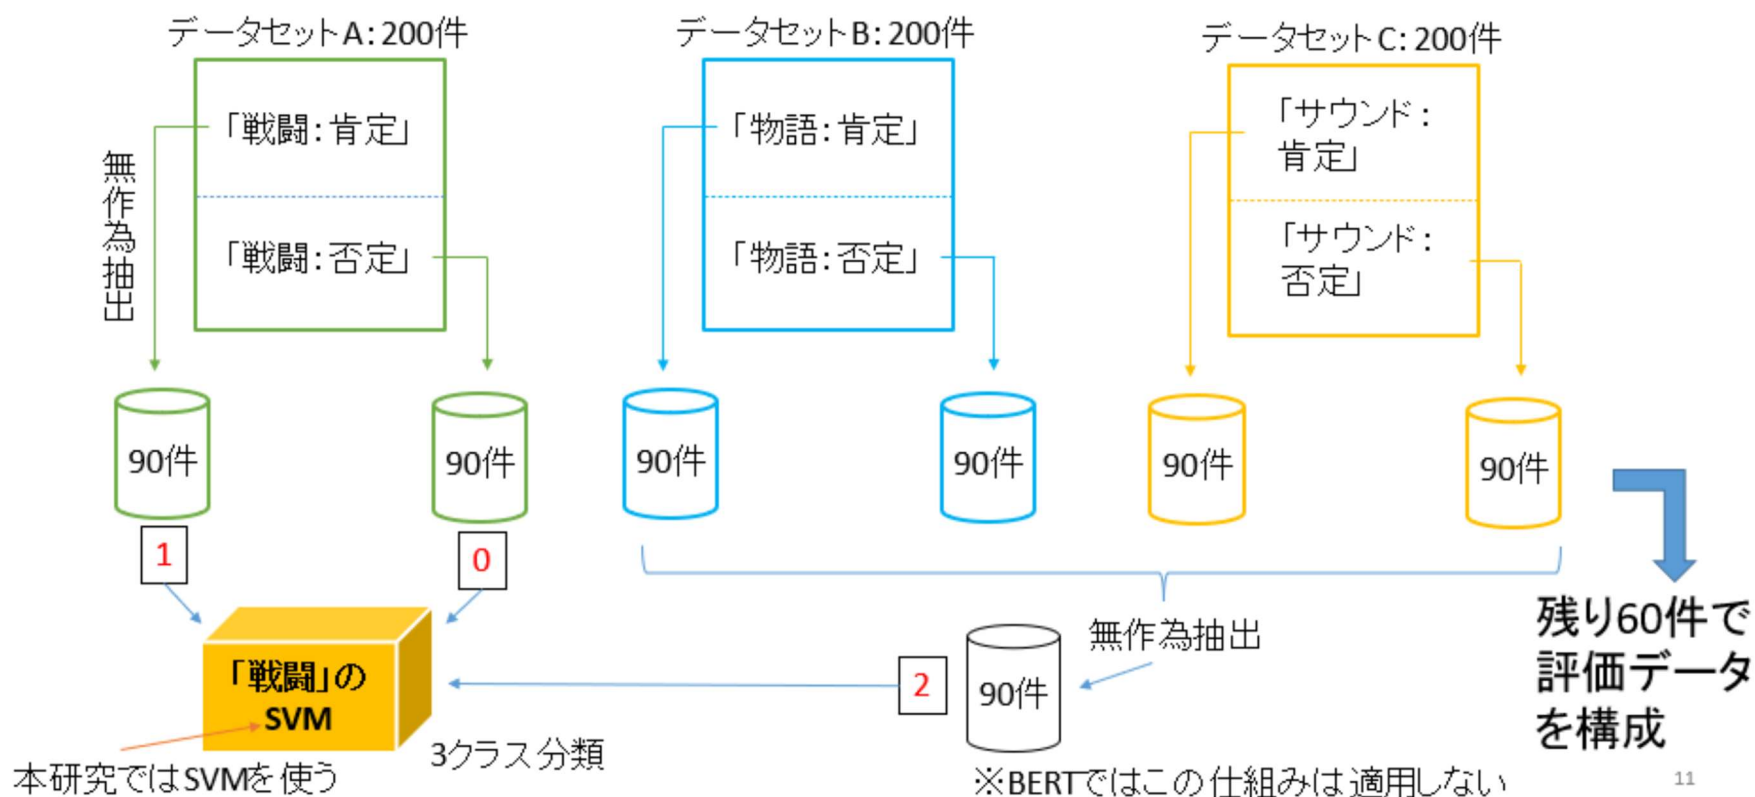 データセットA:200件
データセットB:200件
データセットC:200件
「戦闘:肯定」
「物語:肯定」
「サウンド:
肯定」
無作為抽出
「戦闘:否定」
「物語:否定」
「サウンド:
否定」
90件
90件
90件
90件
90件
90件
1
0
残り60件で
評価データ
を構成
無作為抽出
「戦闘」の
SVM
2
90件
3クラス分類
本研究ではSVMを使う
※BERTではこの仕組みは適用しない
11